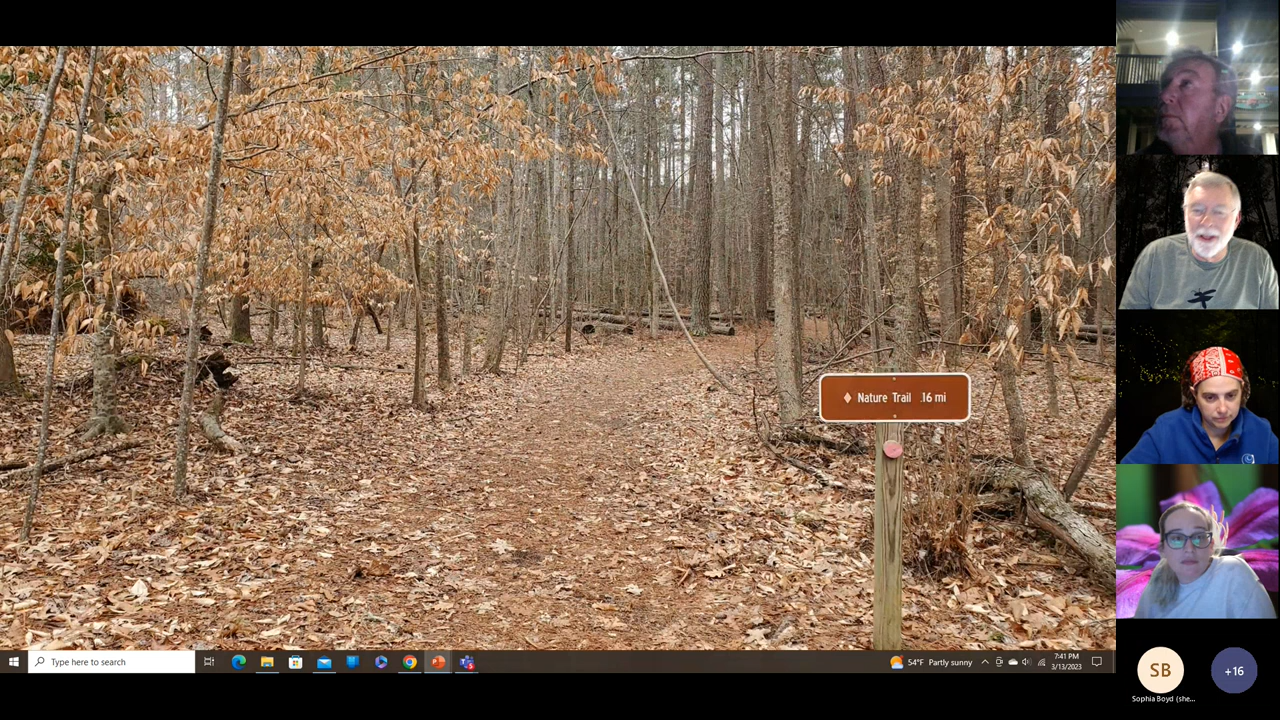 Nature Trail .16 mi
Type here to search
54°F Partly sunny
7:41 PM
3/13/2023
SB
+16
Sophia Boyd (she...